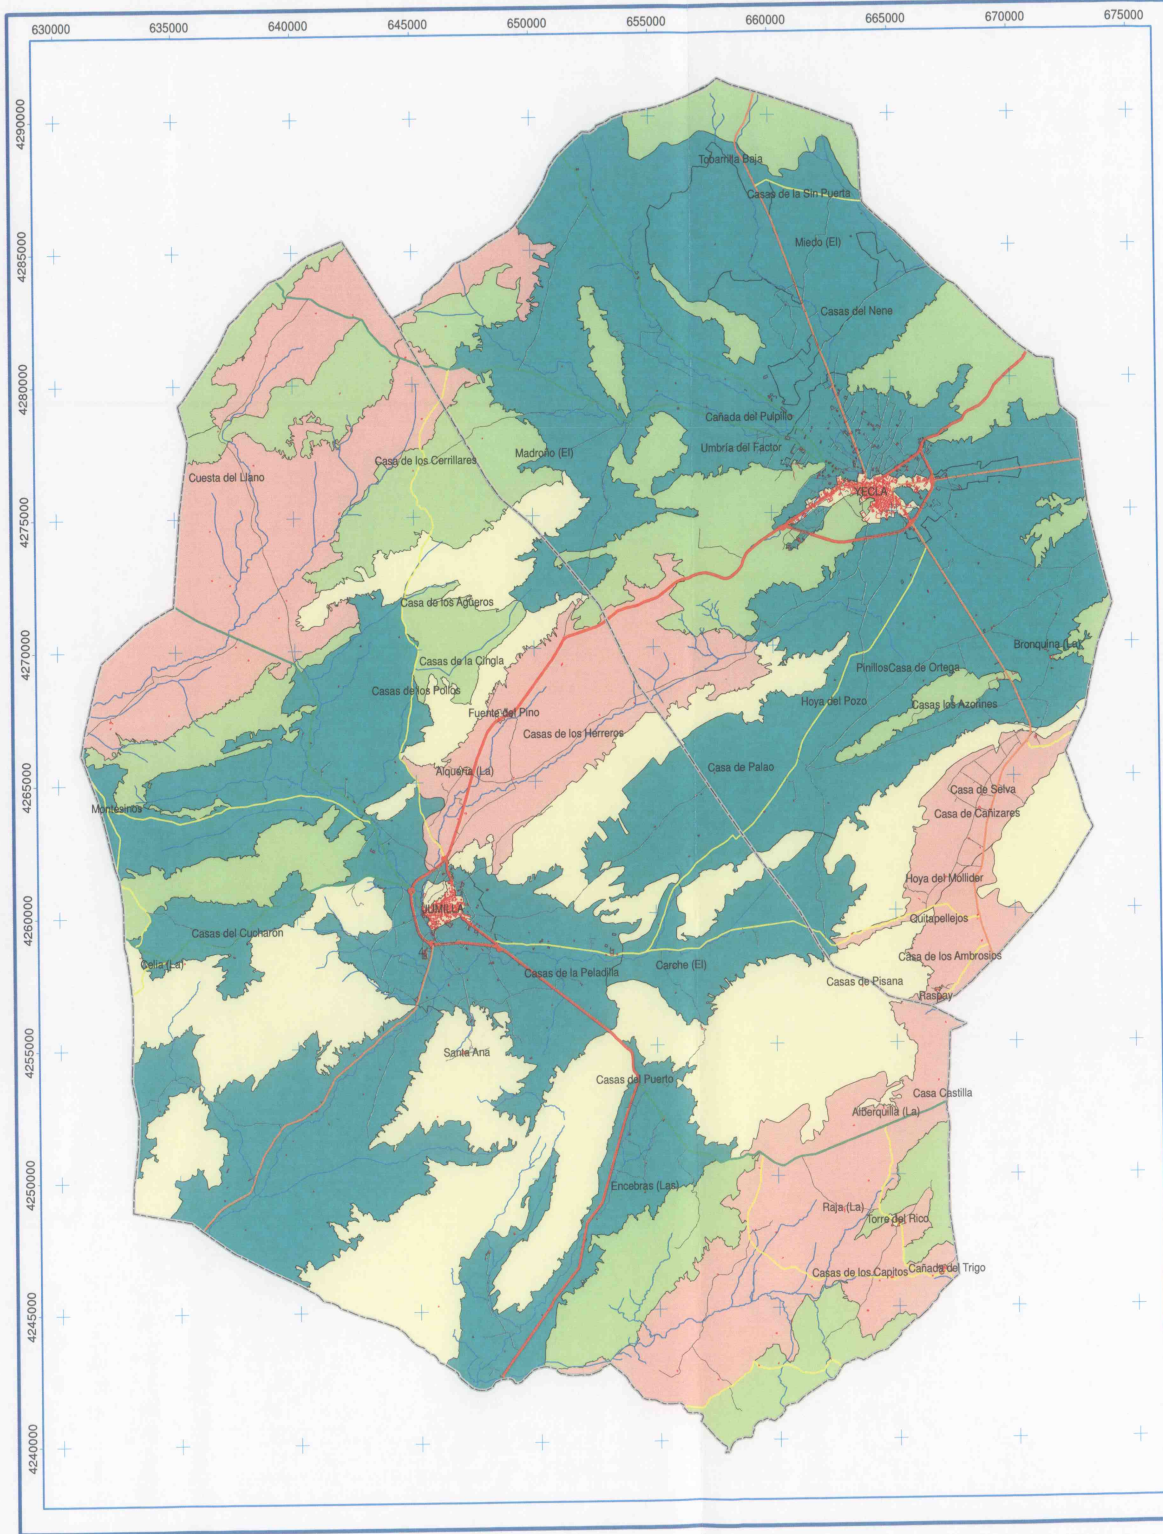 630000
635000
640000
645000
650000
655000
660000
665000
670000
675000
4290000
4285000
4280000
4275000
4270000
4265000
4260000
4255000
4250000
4245000
4240000
Tobarrilla Baja
Casas de la Sin Puerta
Miedo (El)
Casas del Nene
Cañada del Pulpillo
Umbría del Factor
Madroño (El)
Casa de los Cerrillares
Cuesta del Llano
YECLA
Casa de los Agüeros
Bronquina (La)
Casas de la Cingla
Pinillos
Casa de Ortega
Casas de los Pollos
Hoya del Pozo
Casas los Azorines
Fuente del Pino
Casas de los Herreros
Alquería (La)
Casa de Palao
Casa de Selva
Montesinos
Casa de Cañizares
Hoya del Mollider
JUMILLA
Quitapellejos
Casas del Cucharón
Casa de los Ambrosios
Celia (La)
Casas de la Peladilla
Carche (El)
Casas de Pisana
Raspay
Santa Ana
Casas del Puerto
Casa Castilla
Alberquilla (La)
Encebras (Las)
Raja (La)
Torre del Rico
Casas de los Capitos
Cañada del Trigo